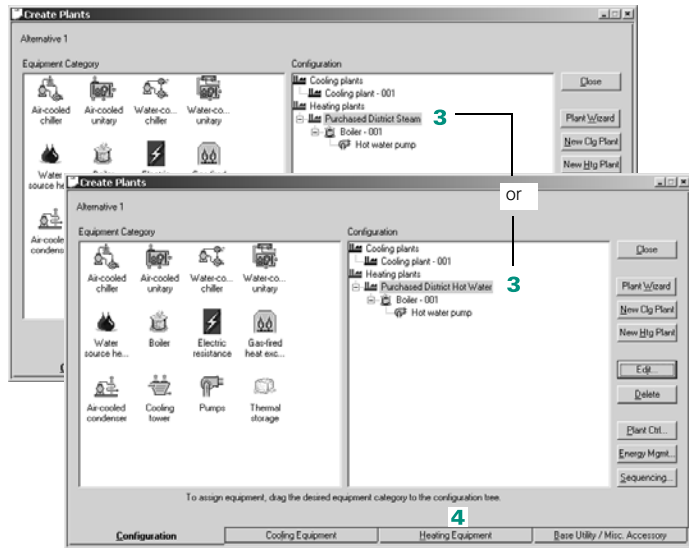 Create Plants
Alternative 1
Equipment Category
Configuration
Air-cooled chiller
Air-cooled unitary
Water-co... chiller
Water-co... unitary
Water source he
Cooling plants
Cooling plant - 001
Heating plants
Purchased District Steam
Boiler - 001
Hot water pump
3
Close
Plant Wizard
New Clg Plant
New Htg Plant
or
Create Plants
Alternative 1
Equipment Category
Configuration
Air-cooled chiller
Air-cooled unitary
Water-co... chiller
Water-co... unitary
Water source he...
Boiler
Electric resistance
Gas-fired heat exc...
Air-cooled condenser
Cooling tower
Pumps
Thermal storage
Cooling plants
Cooling plant - 001
Heating plants
Purchased District Hot Water
Boiler - 001
Hot water pump
3
Close
Plant Wizard
New Clg Plant
New Htg Plant
Edit...
Delete
Plant Ctrl...
Energy Mgmt...
Sequencing...
To assign equipment, drag the desired equipment category to the configuration tree.
4
Configuration
Cooling Equipment
Heating Equipment
Base Utility / Misc. Accessory